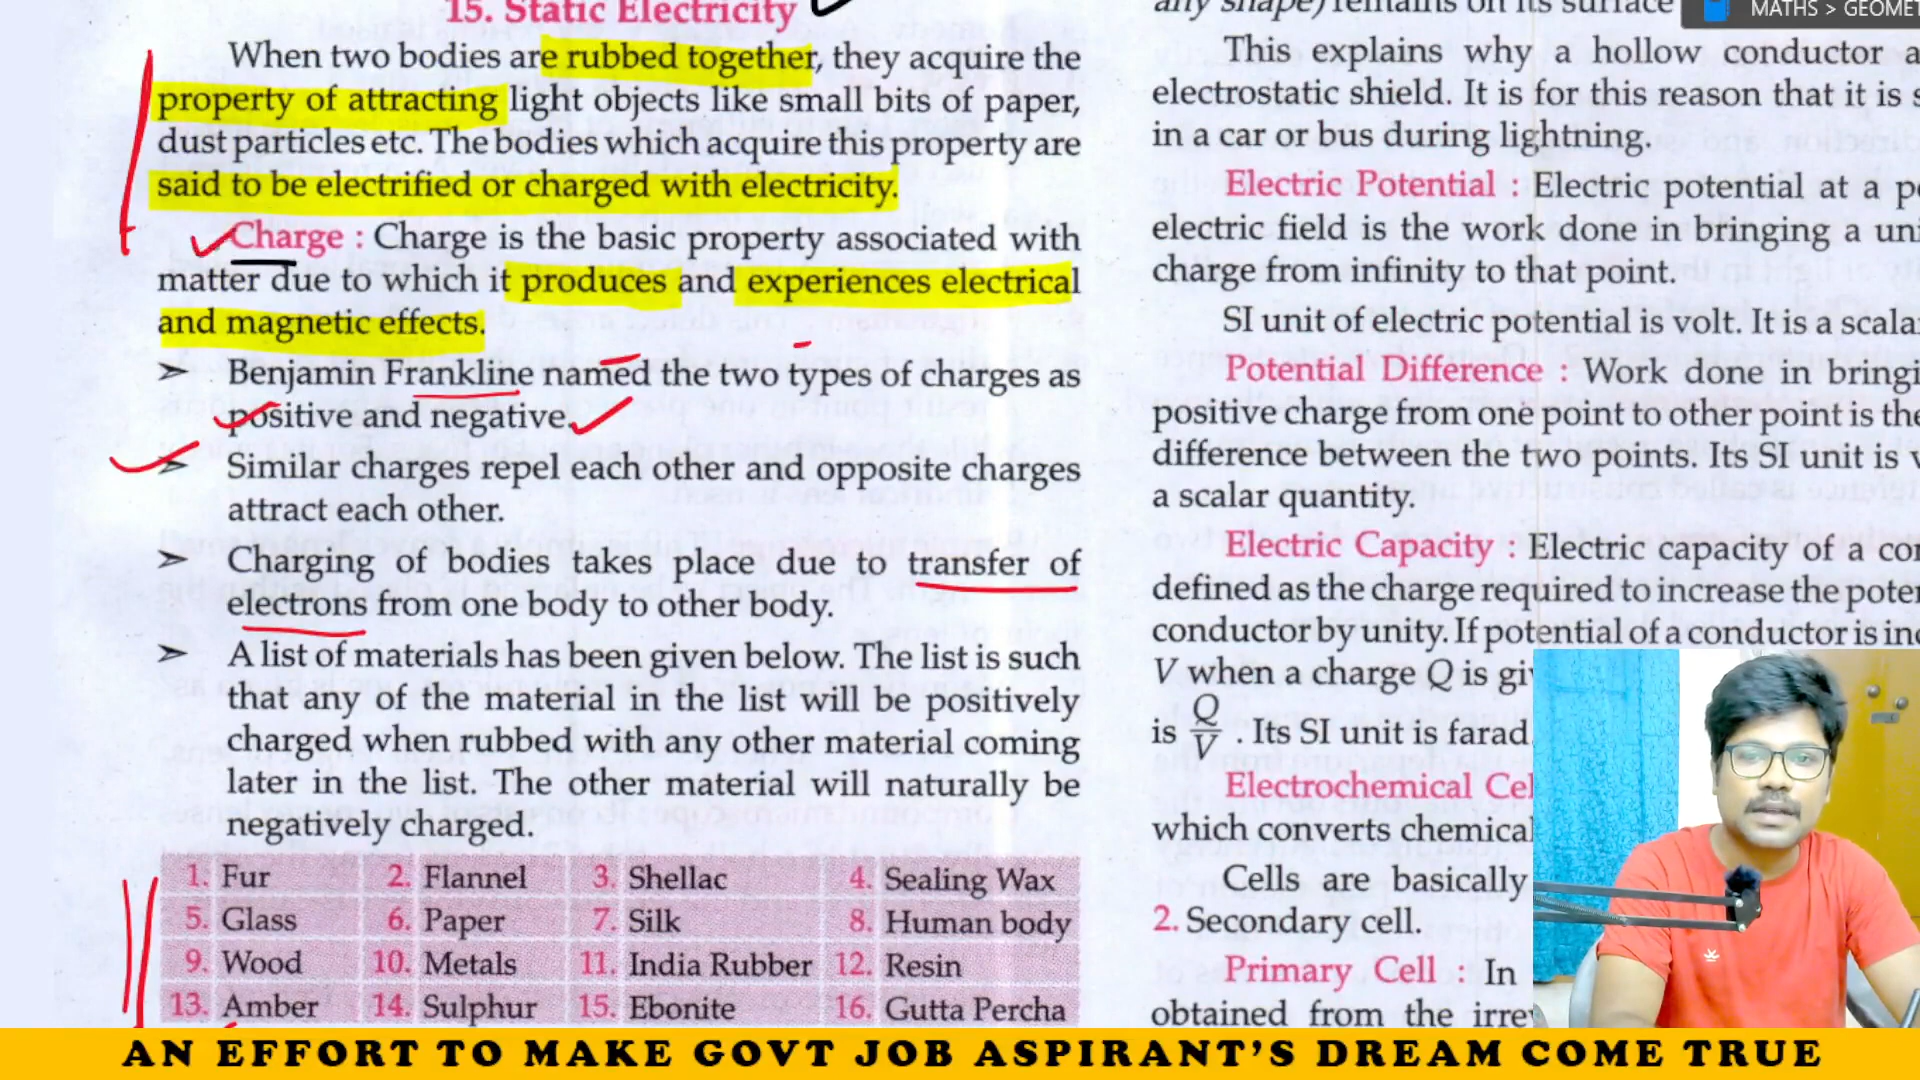 15. Static Electricity
When two bodies are rubbed together, they acquire the
property of attracting light objects like small bits of paper,
dust particles etc. The bodies which acquire this property are
said to be electrified or charged with electricity.
Charge : Charge is the basic property associated with
matter due to which it produces and experiences electrical
and magnetic effects.
➢ Benjamin Frankline named the two types of charges as
positive and negative.
➢ Similar charges repel each other and opposite charges
attract each other.
➢ Charging of bodies takes place due to transfer of
electrons from one body to other body.
➢ A list of materials has been given below. The list is such
that any of the material in the list will be positively
charged when rubbed with any other material coming
later in the list. The other material will naturally be
negatively charged.
1. Fur 2. Flannel 3. Shellac 4. Sealing Wax
5. Glass 6. Paper 7. Silk 8. Human body
9. Wood 10. Metals 11. India Rubber 12. Resin
13. Amber 14. Sulphur 15. Ebonite 16. Gutta Percha
any shape) remains on its surface
MATHS > GEOMET
This explains why a hollow conductor a
electrostatic shield. It is for this reason that it is s
in a car or bus during lightning.
Electric Potential : Electric potential at a po
electric field is the work done in bringing a uni
charge from infinity to that point.
SI unit of electric potential is volt. It is a scala
Potential Difference : Work done in bringi
positive charge from one point to other point is the
difference between the two points. Its SI unit is v
a scalar quantity.
Electric Capacity : Electric capacity of a co
defined as the charge required to increase the pote
conductor by unity. If potential of a conductor is inc
V when a charge Q is gi
is Q/V . Its SI unit is farad.
Electrochemical Cel
which converts chemical
Cells are basically
2. Secondary cell.
Primary Cell : In
obtained from the irre
AN EFFORT TO MAKE GOVT JOB ASPIRANT'S DREAM COME TRUE